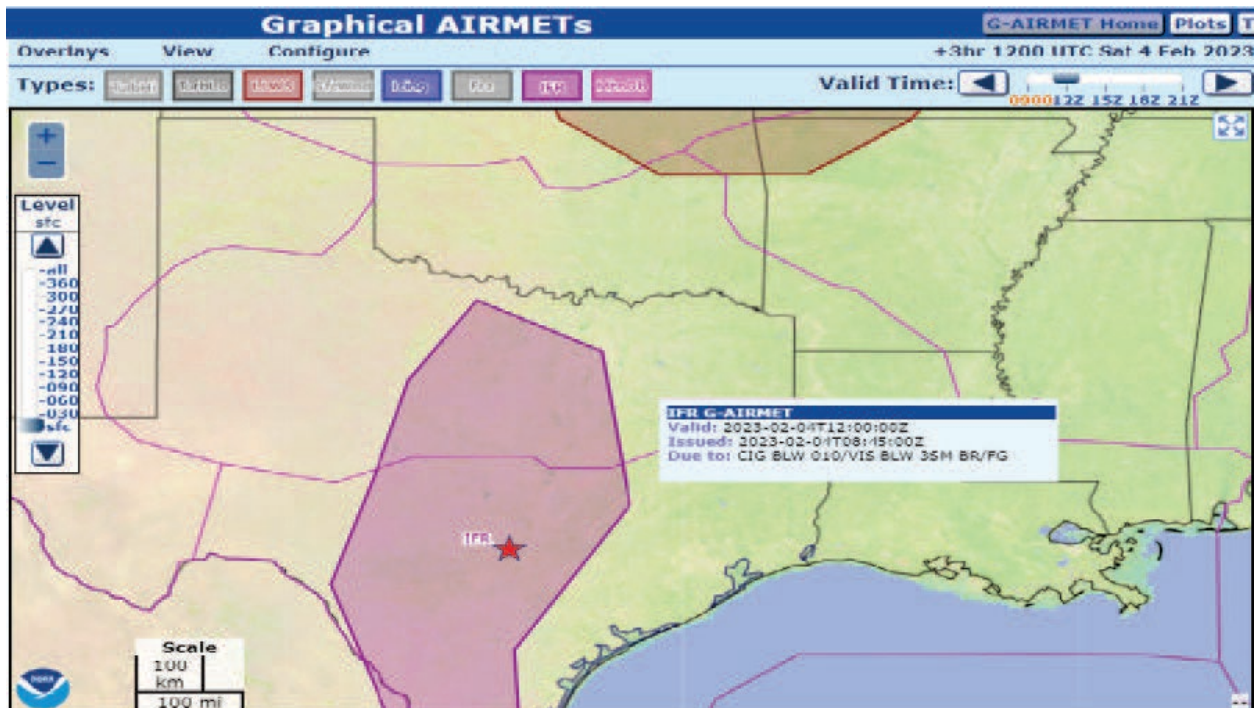 Graphical AIRMETs
G-AIRMET Home Plots T
Overlays View Configure
+3hr 1200 UTC Sat 4 Feb 2023
Types: IFR
Valid Time:
0900 12Z 15Z 18Z 21Z
+
−
Level
sfc
-all
-360
-300
-270
-240
-210
-180
-150
-120
-090
-060
-030
-sfc
IFR G-AIRMET
Valid: 2023-02-04T12:00:00Z
Issued: 2023-02-04T08:45:00Z
Due to: CIG BLW 010/VIS BLW 3SM BR/FG
IFR
Scale
100
km
100 mi